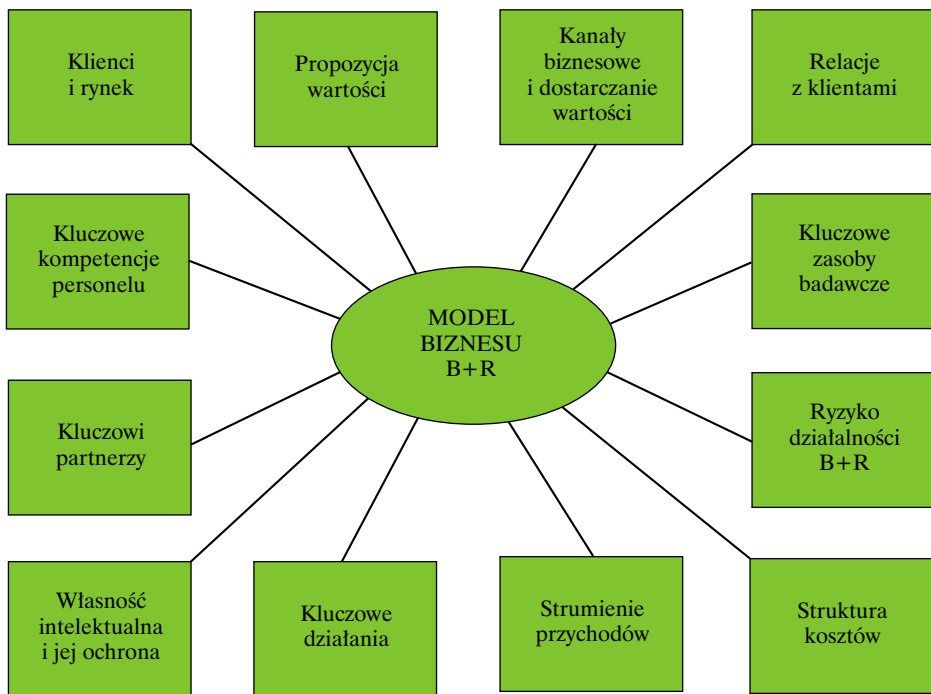 Klienci
i rynek
Propozycja
wartości
Kanały
biznesowe
i dostarczanie
wartości
Relacje
z klientami
Kluczowe
kompetencje
personelu
Kluczowe
zasoby
badawcze
MODEL
BIZNESU
B+R
Kluczowi
partnerzy
Ryzyko
działalności
B+R
Własność
intelektualna
i jej ochrona
Kluczowe
działania
Strumienie
przychodów
Struktura
kosztów